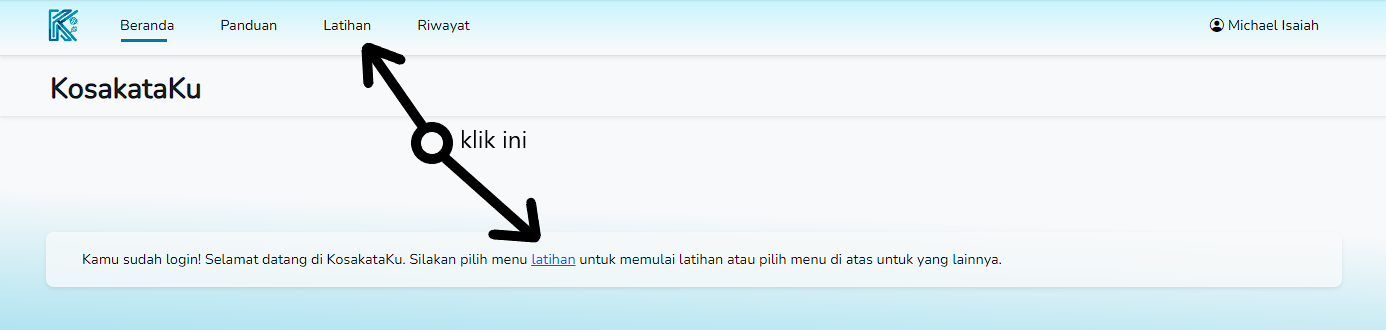 Beranda Panduan Latihan Riwayat Michael Isaiah
KosakataKu
klik ini
Kamu sudah login! Selamat datang di KosakataKu. Silakan pilih menu latihan untuk memulai latihan atau pilih menu di atas untuk yang lainnya.